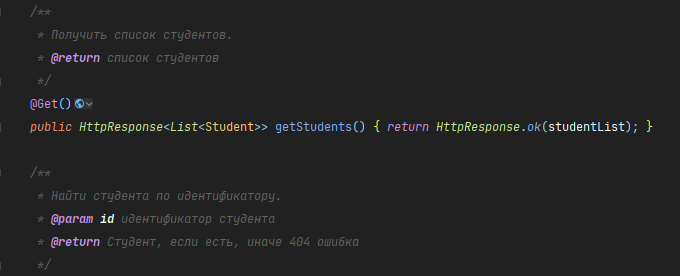 /**
* Получить список студентов.
* @return список студентов
*/
@Get()
public HttpResponse<List<Student>> getStudents() { return HttpResponse.ok(studentList); }
/**
* Найти студента по идентификатору.
* @param id идентификатор студента
* @return Студент, если есть, иначе 404 ошибка
*/